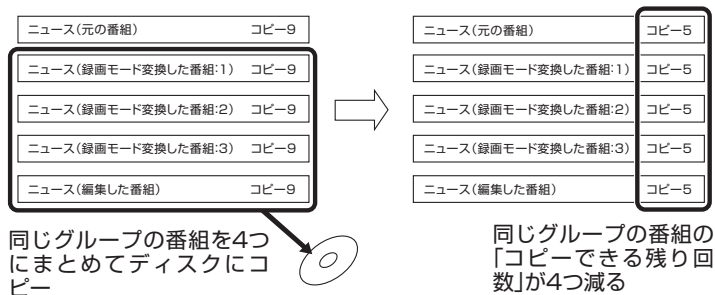 ニュース（元の番組） コピー9
ニュース（録画モード変換した番組：1） コピー9
ニュース（録画モード変換した番組：2） コピー9
ニュース（録画モード変換した番組：3） コピー9
ニュース（編集した番組） コピー9
同じグループの番組を4つ
にまとめてディスクにコ
ピー
ニュース（元の番組） コピー5
ニュース（録画モード変換した番組：1） コピー5
ニュース（録画モード変換した番組：2） コピー5
ニュース（録画モード変換した番組：3） コピー5
ニュース（編集した番組） コピー5
同じグループの番組の
「コピーできる残り回
数」が4つ減る